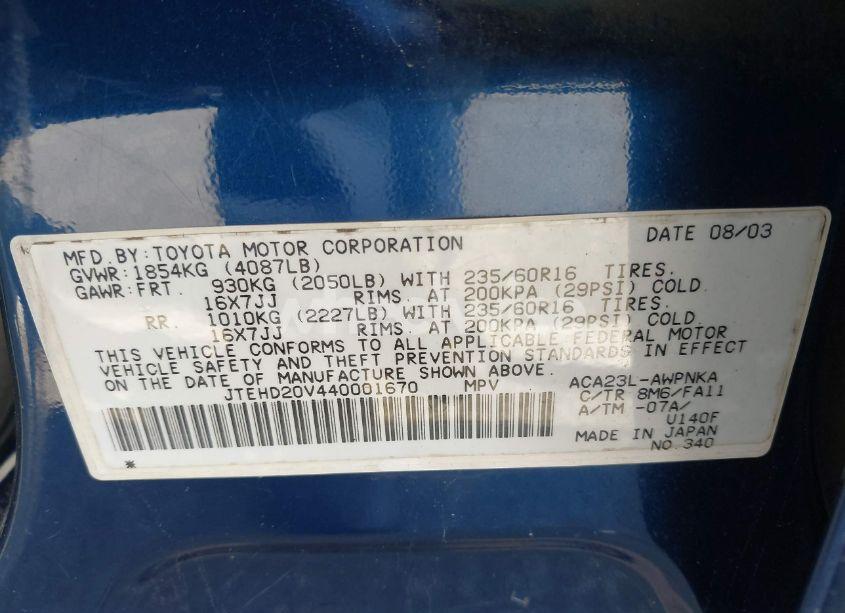 MFD.BY:TOYOTA MOTOR CORPORATION DATE 08/03
GVWR:1854KG (4087LB)
GAWR:FRT. 930KG (2050LB) WITH 235/60R16 TIRES.
16X7JJ RIMS. AT 200KPA (29PSI) COLD.
RR. 1010KG (2227LB) WITH 235/60R16 TIRES.
16X7JJ RIMS. AT 200KPA (29PSI) COLD.
THIS VEHICLE CONFORMS TO ALL APPLICABLE FEDERAL MOTOR
VEHICLE SAFETY AND THEFT PREVENTION STANDARDS IN EFFECT
ON THE DATE OF MANUFACTURE SHOWN ABOVE.
JTEHD20V440001670 MPV ACA23L-AWPNKA
C/TR 8M6/FA11
A/TM -07A/
U140F
MADE IN JAPAN
NO.340